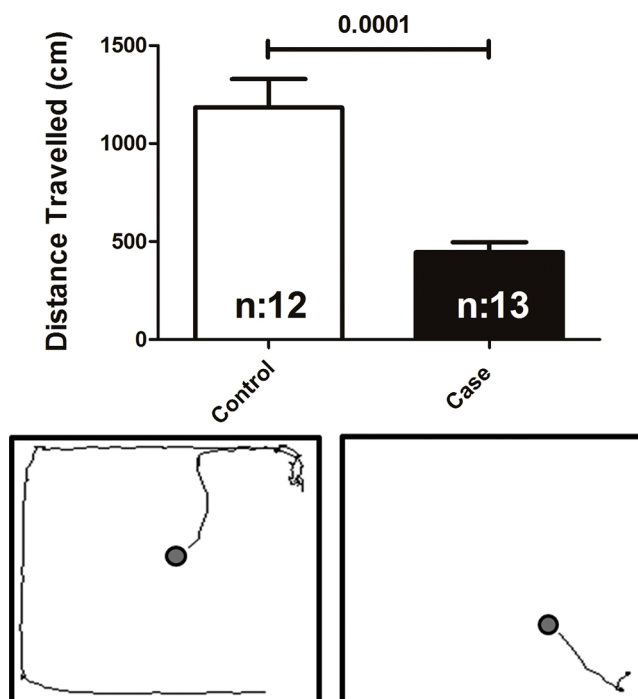 0.0001
Distance Travelled (cm)
1500
1000
500
0
n:12
n:13
Control
Case